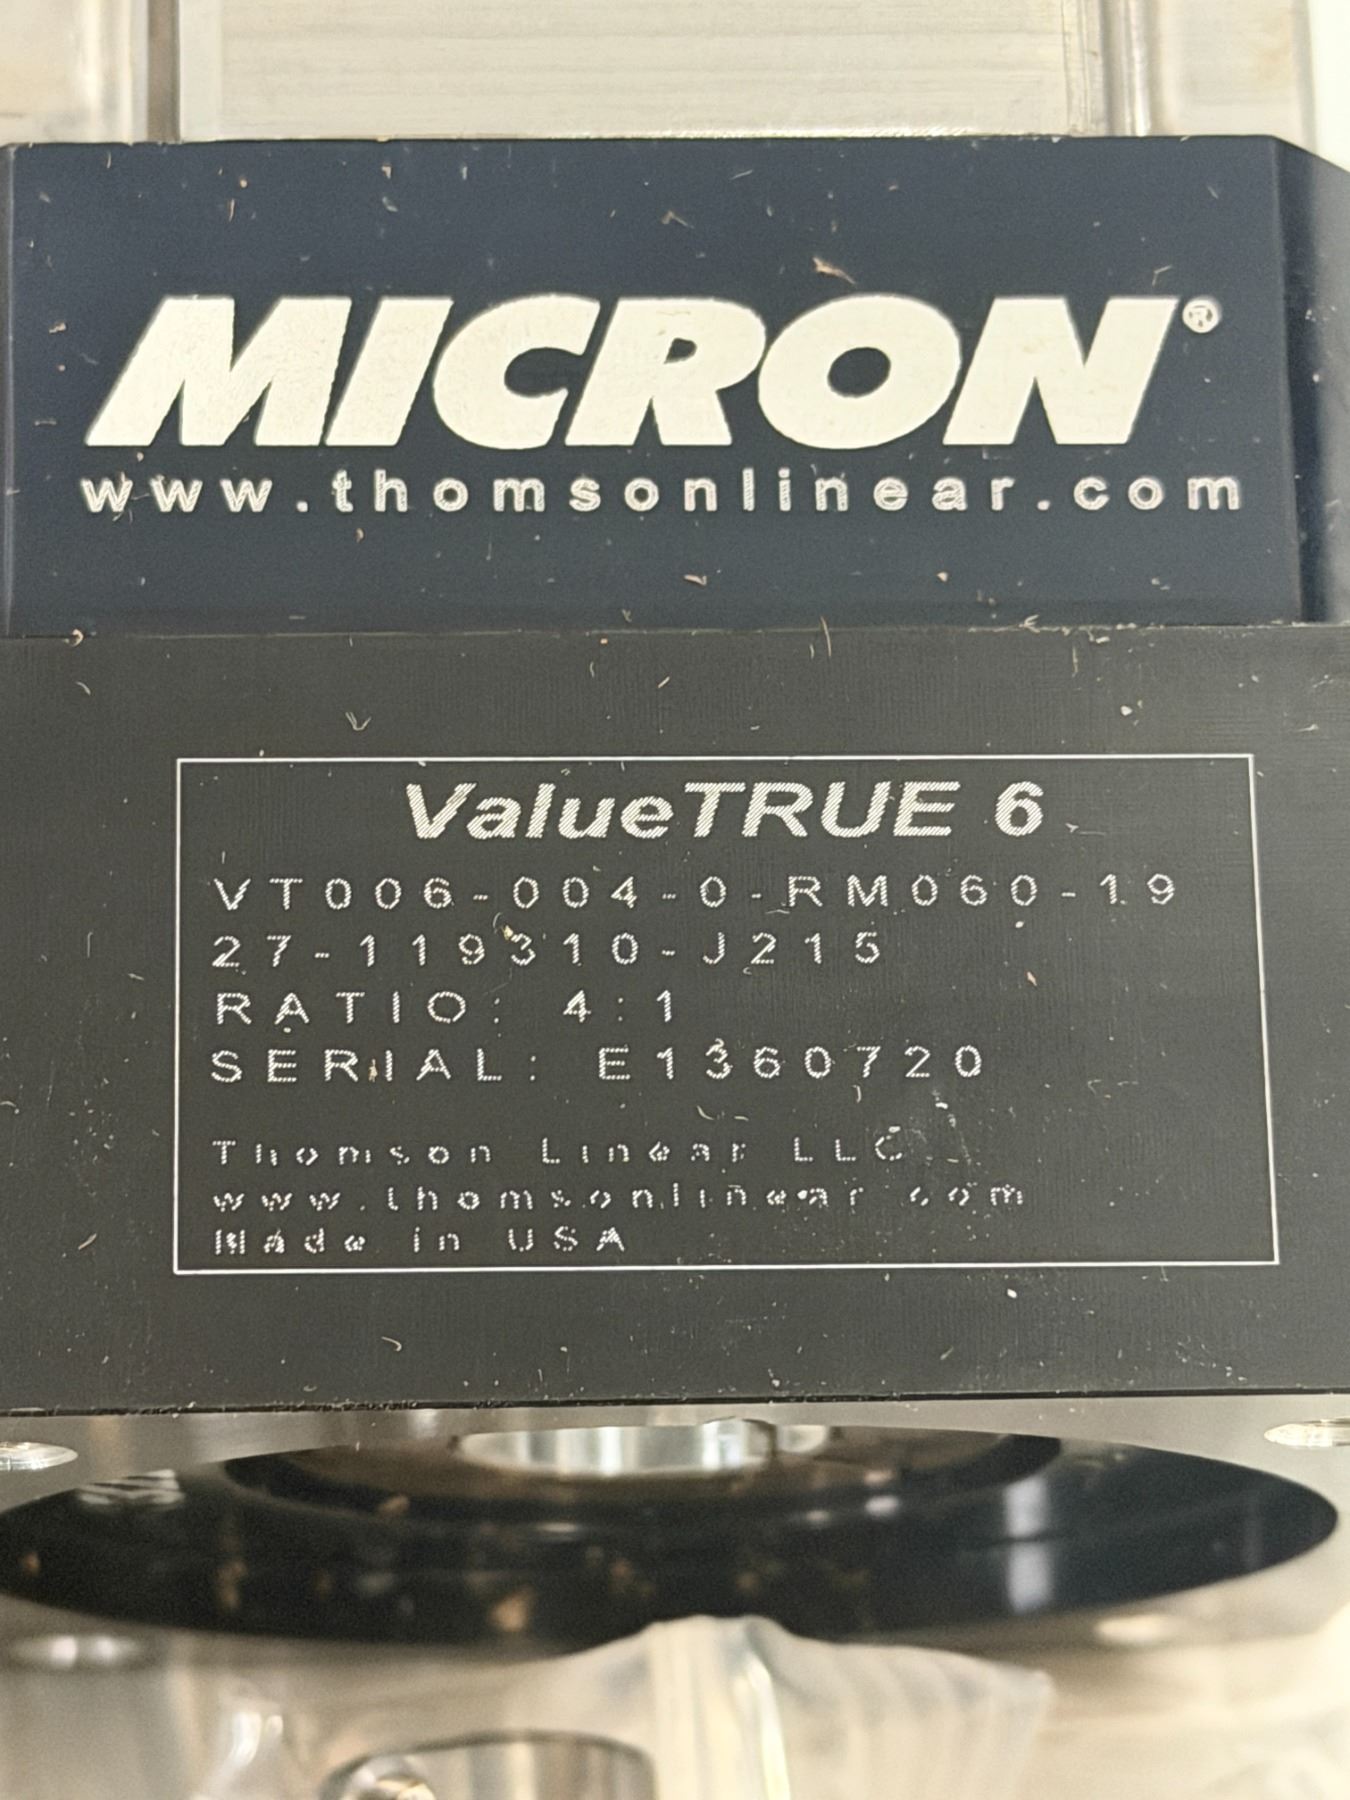 MICRON®
www.thomsonlinear.com
ValueTRUE 6
VT006-004-0-RM060-19
27-119310-J215
RATIO: 4:1
SERIAL: E1360720
Thomson Linear LLC
www.thomsonlinear.com
Made in USA